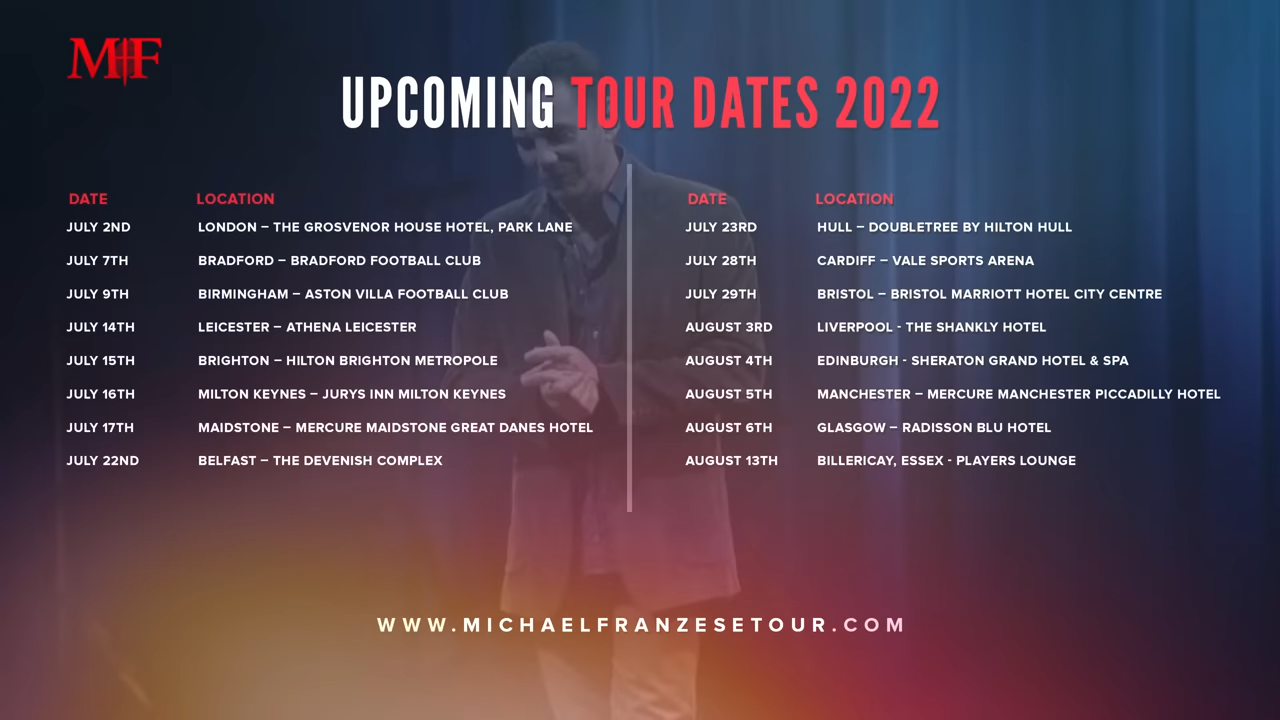 MF
UPCOMING TOUR DATES 2022
DATE LOCATION
JULY 2ND LONDON – THE GROSVENOR HOUSE HOTEL, PARK LANE
JULY 7TH BRADFORD – BRADFORD FOOTBALL CLUB
JULY 9TH BIRMINGHAM – ASTON VILLA FOOTBALL CLUB
JULY 14TH LEICESTER – ATHENA LEICESTER
JULY 15TH BRIGHTON – HILTON BRIGHTON METROPOLE
JULY 16TH MILTON KEYNES – JURYS INN MILTON KEYNES
JULY 17TH MAIDSTONE – MERCURE MAIDSTONE GREAT DANES HOTEL
JULY 22ND BELFAST – THE DEVENISH COMPLEX
DATE LOCATION
JULY 23RD HULL – DOUBLETREE BY HILTON HULL
JULY 28TH CARDIFF – VALE SPORTS ARENA
JULY 29TH BRISTOL – BRISTOL MARRIOTT HOTEL CITY CENTRE
AUGUST 3RD LIVERPOOL - THE SHANKLY HOTEL
AUGUST 4TH EDINBURGH - SHERATON GRAND HOTEL & SPA
AUGUST 5TH MANCHESTER – MERCURE MANCHESTER PICCADILLY HOTEL
AUGUST 6TH GLASGOW – RADISSON BLU HOTEL
AUGUST 13TH BILLERICAY, ESSEX - PLAYERS LOUNGE
WWW.MICHAELFRANZESETOUR.COM